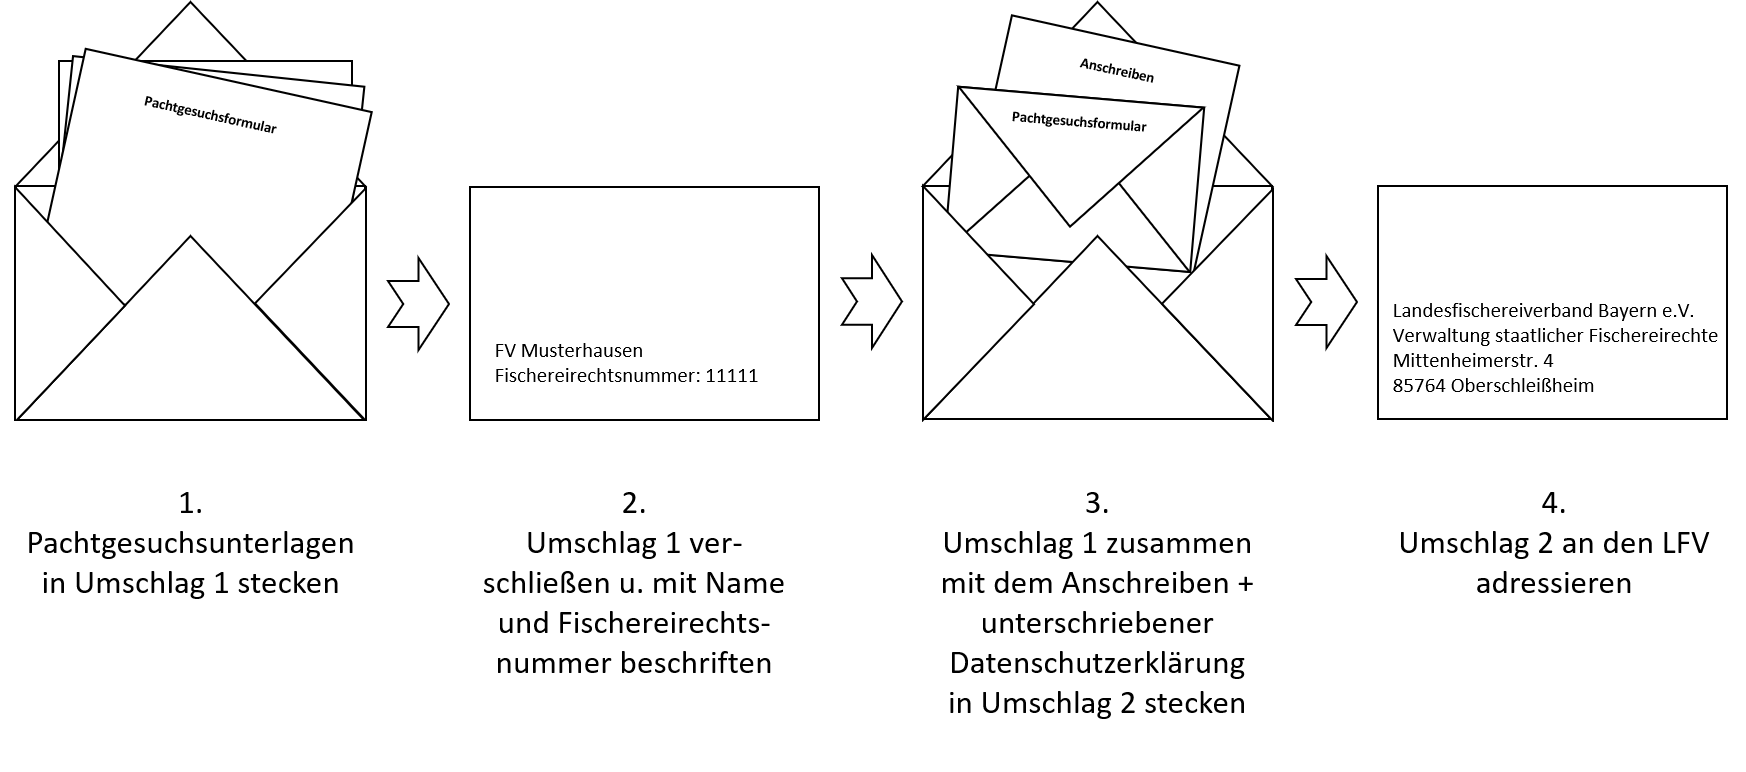 Pachtgesuchsformular
FV Musterhausen
Fischereirechtsnummer: 11111
Anschreiben
Pachtgesuchsformular
Landesfischereiverband Bayern e.V.
Verwaltung staatlicher Fischereirechte
Mittenheimerstr. 4
85764 Oberschleißheim
1.
Pachtgesuchsunterlagen
in Umschlag 1 stecken
2.
Umschlag 1 ver-
schließen u. mit Name
und Fischereirechts-
nummer beschriften
3.
Umschlag 1 zusammen
mit dem Anschreiben +
unterschriebener
Datenschutzerklärung
in Umschlag 2 stecken
4.
Umschlag 2 an den LFV
adressieren